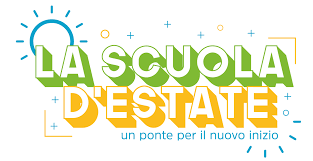 LA SCUOLA
D'ESTATE
un ponte per il nuovo inizio